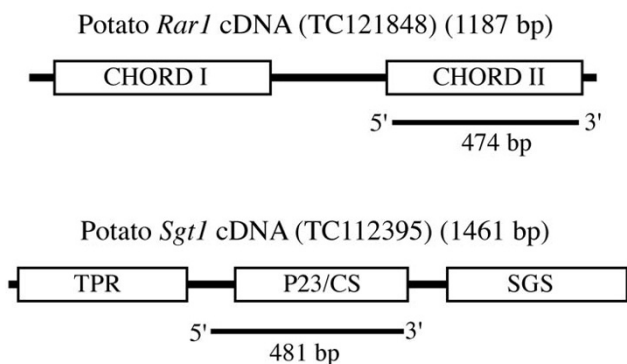 Potato Rar1 cDNA (TC121848) (1187 bp)
CHORD I CHORD II
5' 3'
474 bp
Potato Sgt1 cDNA (TC112395) (1461 bp)
TPR P23/CS SGS
5' 3'
481 bp